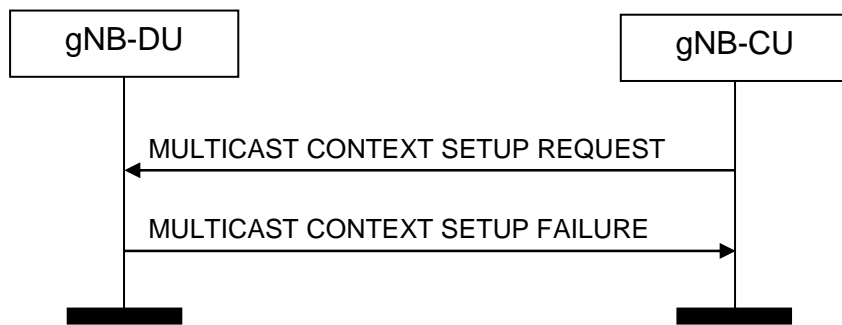 gNB-DU
gNB-CU
MULTICAST CONTEXT SETUP REQUEST
MULTICAST CONTEXT SETUP FAILURE